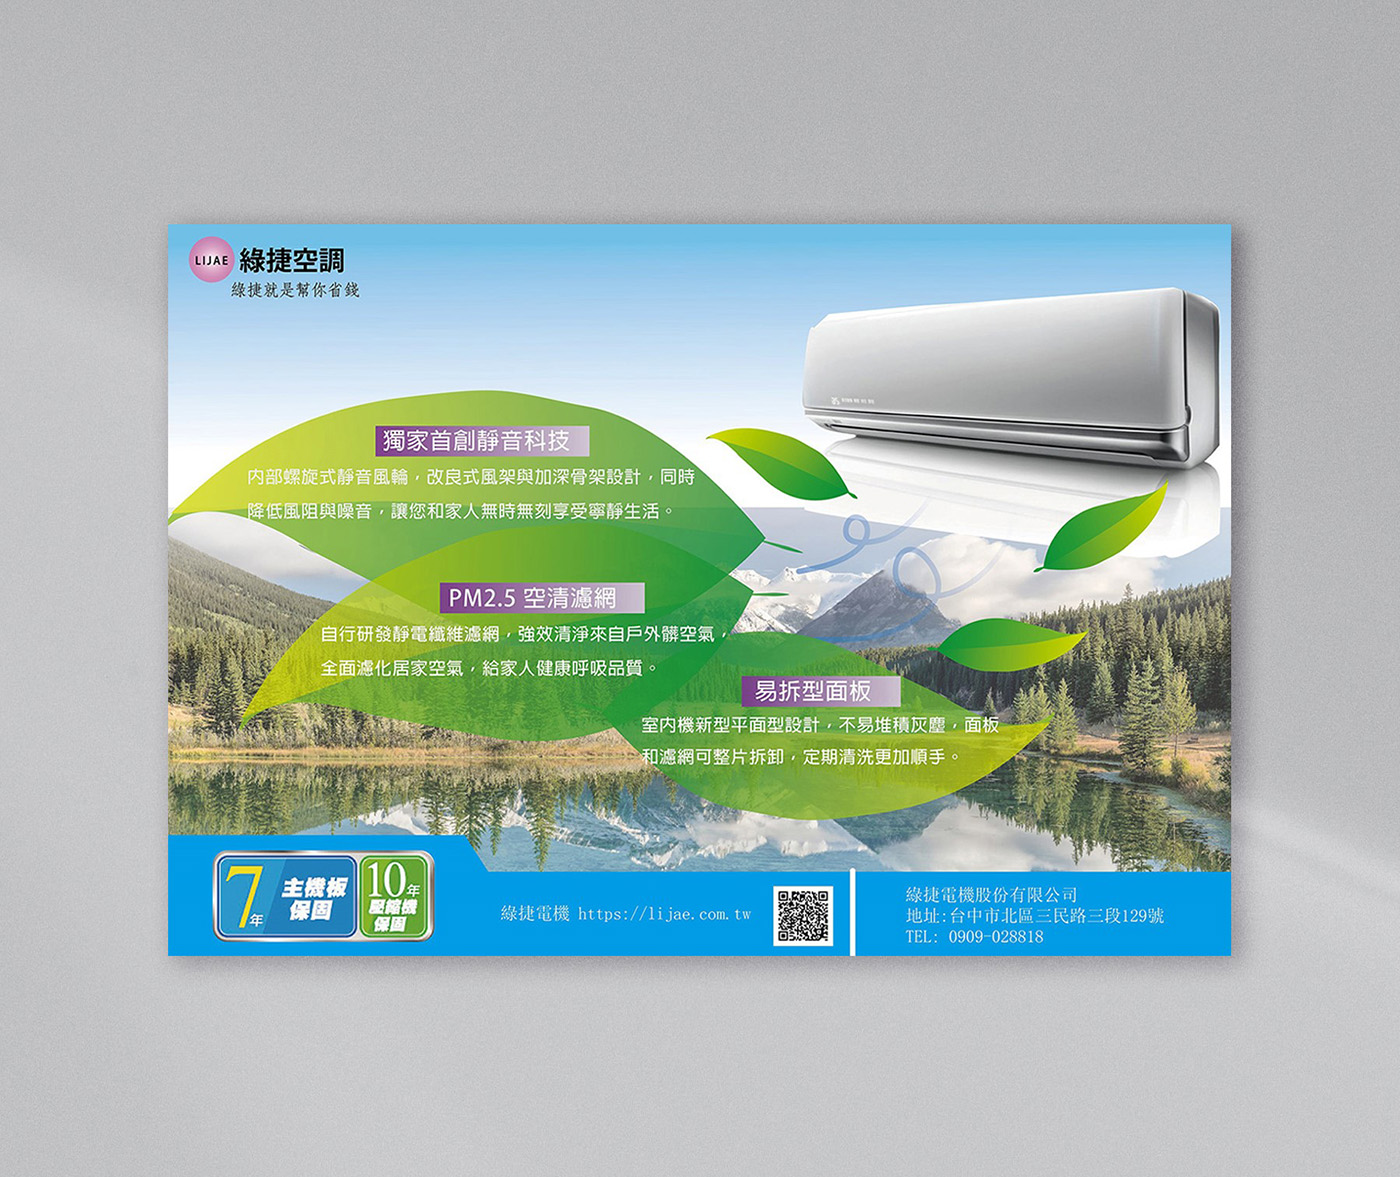 LIJAE 綠捷空調
綠捷就是幫你省錢
獨家首創靜音科技
內部螺旋式靜音風輪，改良式風架與加深骨架設計，同時
降低風阻與噪音，讓您和家人無時無刻享受寧靜生活。
PM2.5 空清濾網
自行研發靜電纖維濾網，強效清淨來自戶外髒空氣，
全面濾化居家空氣，給家人健康呼吸品質。
易拆型面板
室內機新型平面型設計，不易堆積灰塵，面板
和濾網可整片拆卸，定期清洗更加順手。
7年
主機板
保固
10年
壓縮機
保固
綠捷電機 https://lijae.com.tw
綠捷電機股份有限公司
地址:台中市北區三民路三段129號
TEL: 0909-028818